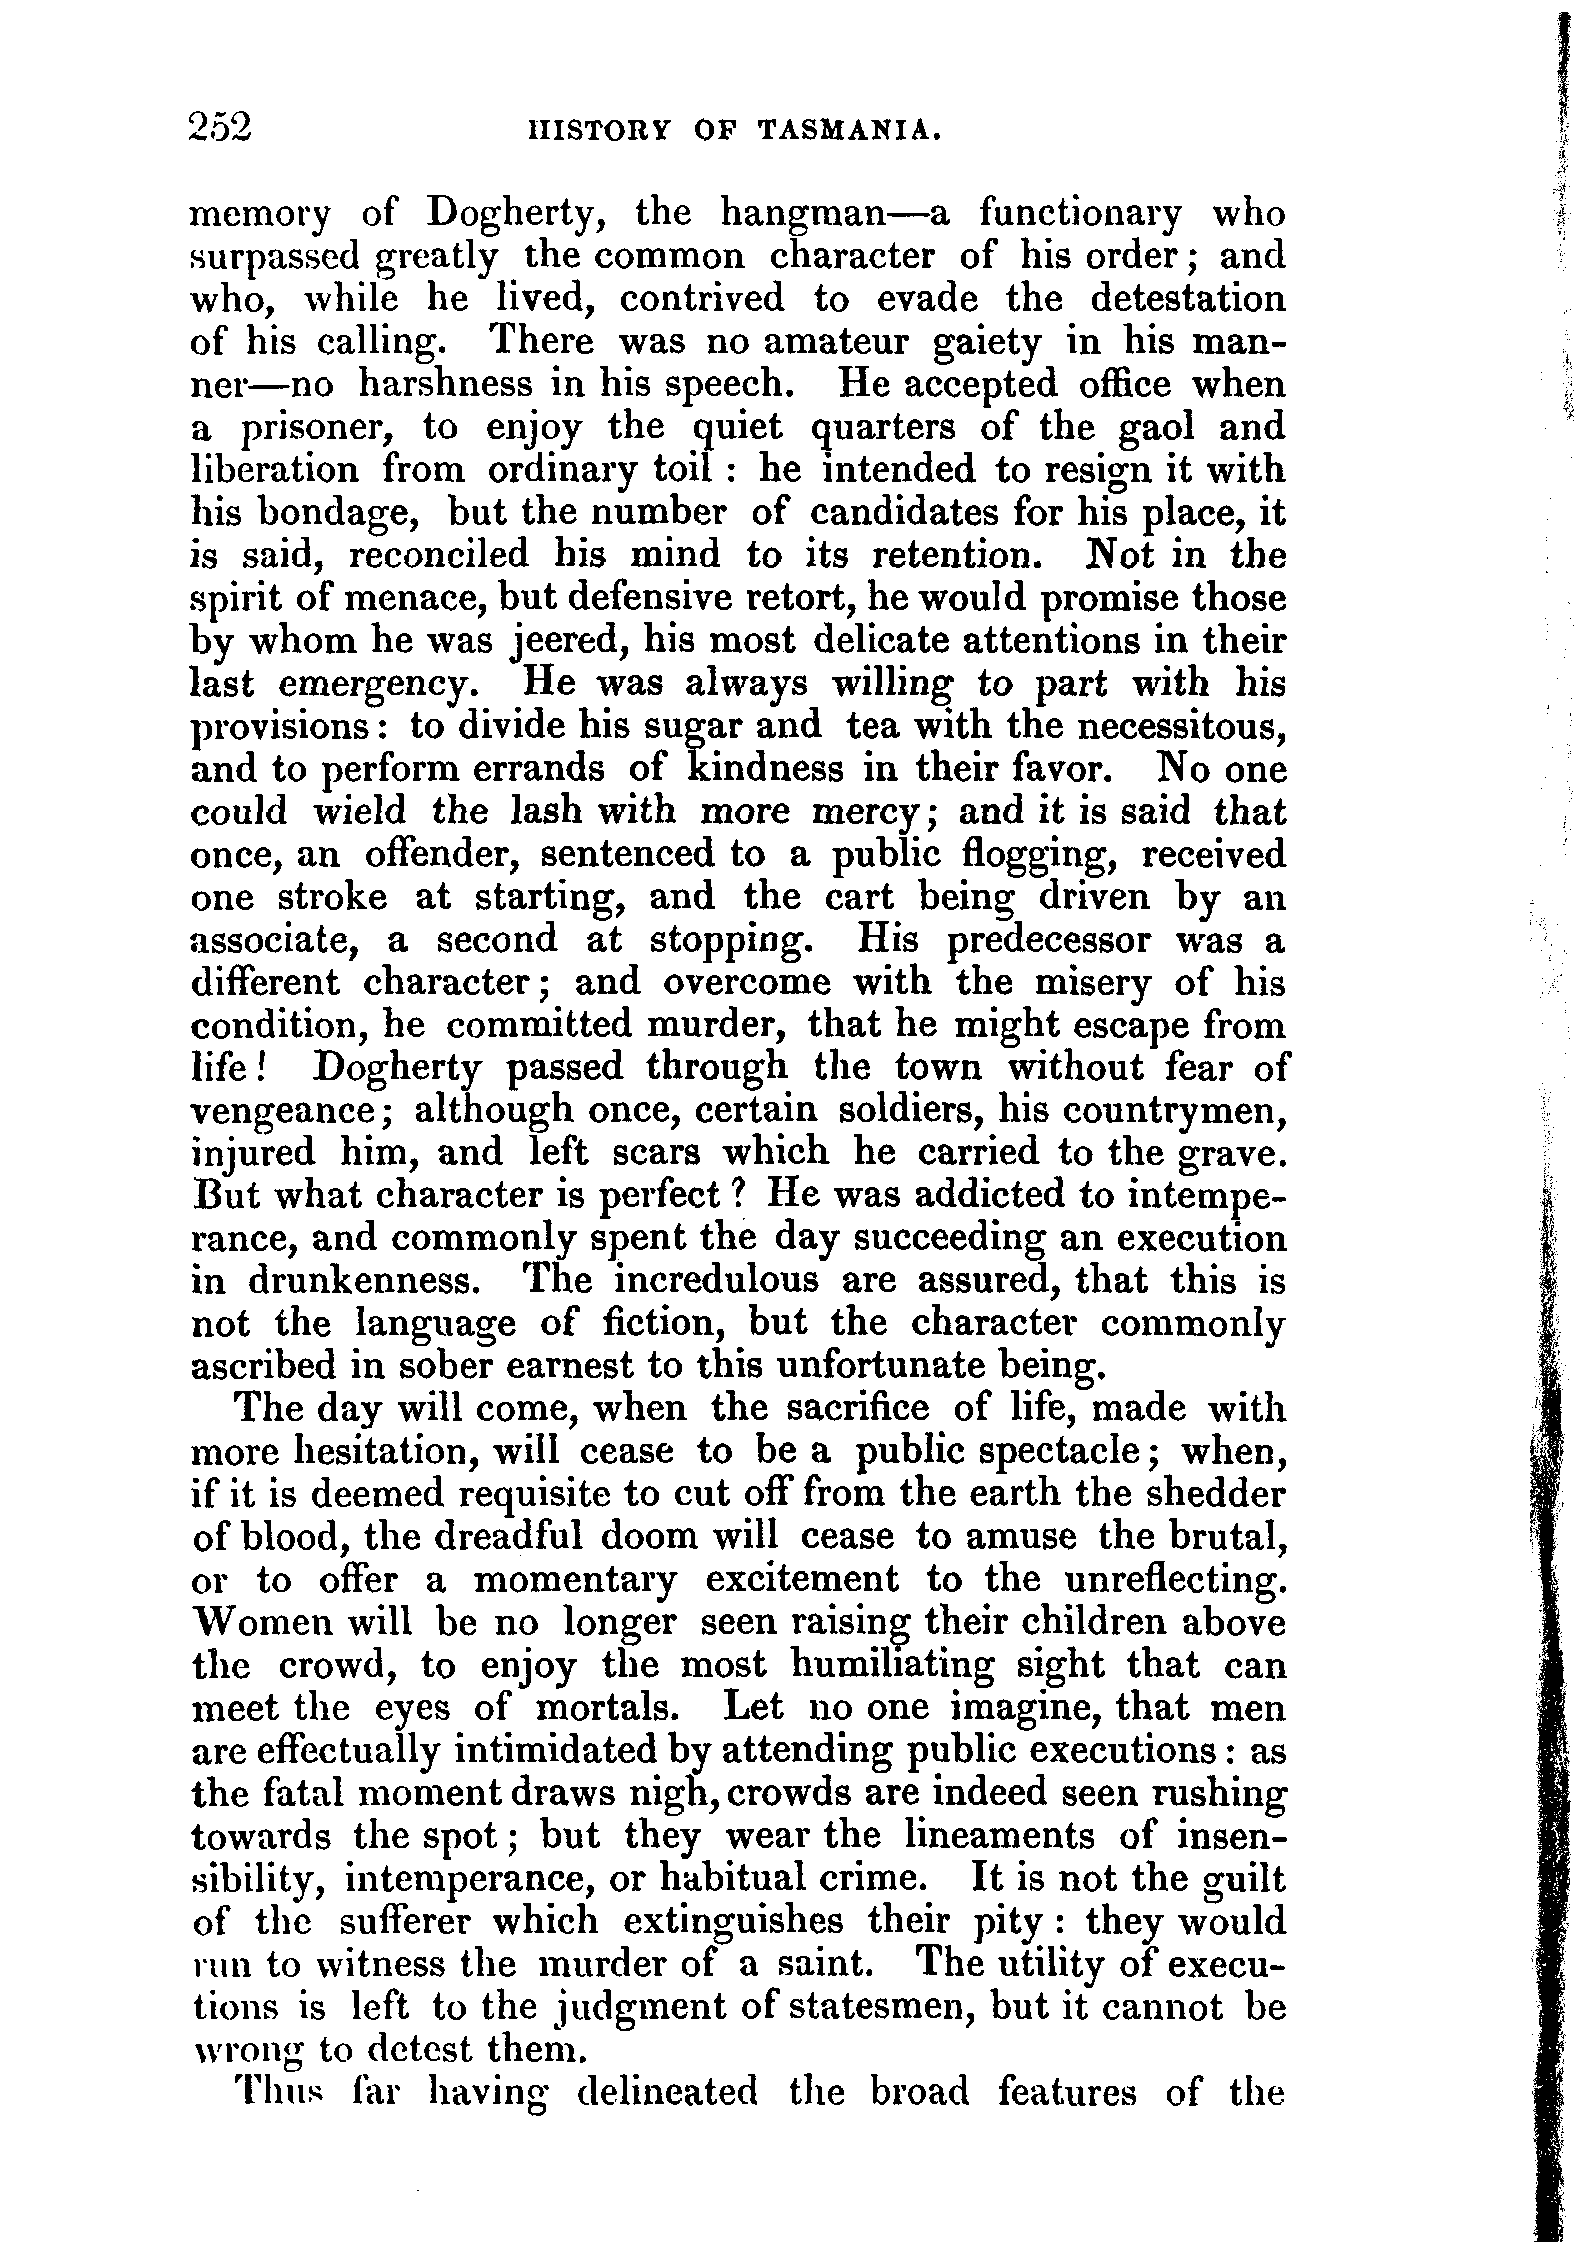 252 HISTORY OF TASMANIA.
memory of Dogherty, the hangman—a functionary who
surpassed greatly the common character of his order; and
who, while he lived, contrived to evade the detestation
of his calling. There was no amateur gaiety in his man-
ner—no harshness in his speech. He accepted office when
a prisoner, to enjoy the quiet quarters of the gaol and
liberation from ordinary toil : he intended to resign it with
his bondage, but the number of candidates for his place, it
is said, reconciled his mind to its retention. Not in the
spirit of menace, but defensive retort, he would promise those
by whom he was jeered, his most delicate attentions in their
last emergency. He was always willing to part with his
provisions : to divide his sugar and tea with the necessitous,
and to perform errands of kindness in their favor. No one
could wield the lash with more mercy; and it is said that
once, an offender, sentenced to a public flogging, received
one stroke at starting, and the cart being driven by an
associate, a second at stopping. His predecessor was a
different character; and overcome with the misery of his
condition, he committed murder, that he might escape from
life! Dogherty passed through the town without fear of
vengeance; although once, certain soldiers, his countrymen,
injured him, and left scars which he carried to the grave.
But what character is perfect? He was addicted to intempe-
rance, and commonly spent the day succeeding an execution
in drunkenness. The incredulous are assured, that this is
not the language of fiction, but the character commonly
ascribed in sober earnest to this unfortunate being.
The day will come, when the sacrifice of life, made with
more hesitation, will cease to be a public spectacle; when,
if it is deemed requisite to cut off from the earth the shedder
of blood, the dreadful doom will cease to amuse the brutal,
or to offer a momentary excitement to the unreflecting.
Women will be no longer seen raising their children above
the crowd, to enjoy the most humiliating sight that can
meet the eyes of mortals. Let no one imagine, that men
are effectually intimidated by attending public executions : as
the fatal moment draws nigh, crowds are indeed seen rushing
towards the spot; but they wear the lineaments of insen-
sibility, intemperance, or habitual crime. It is not the guilt
of the sufferer which extinguishes their pity : they would
run to witness the murder of a saint. The utility of execu-
tions is left to the judgment of statesmen, but it cannot be
wrong to detest them.
Thus far having delineated the broad features of the